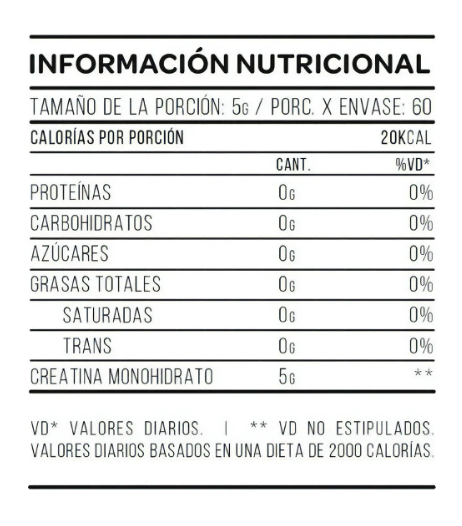 INFORMACIÓN NUTRICIONAL
TAMAÑO DE LA PORCIÓN: 5G / PORC. X ENVASE: 60
CALORÍAS POR PORCIÓN 20KCAL
CANT. %VD*
PROTEÍNAS 0G 0%
CARBOHIDRATOS 0G 0%
AZÚCARES 0G 0%
GRASAS TOTALES 0G 0%
SATURADAS 0G 0%
TRANS 0G 0%
CREATINA MONOHIDRATO 5G **
VD* VALORES DIARIOS. | ** VD NO ESTIPULADOS.
VALORES DIARIOS BASADOS EN UNA DIETA DE 2000 CALORÍAS.